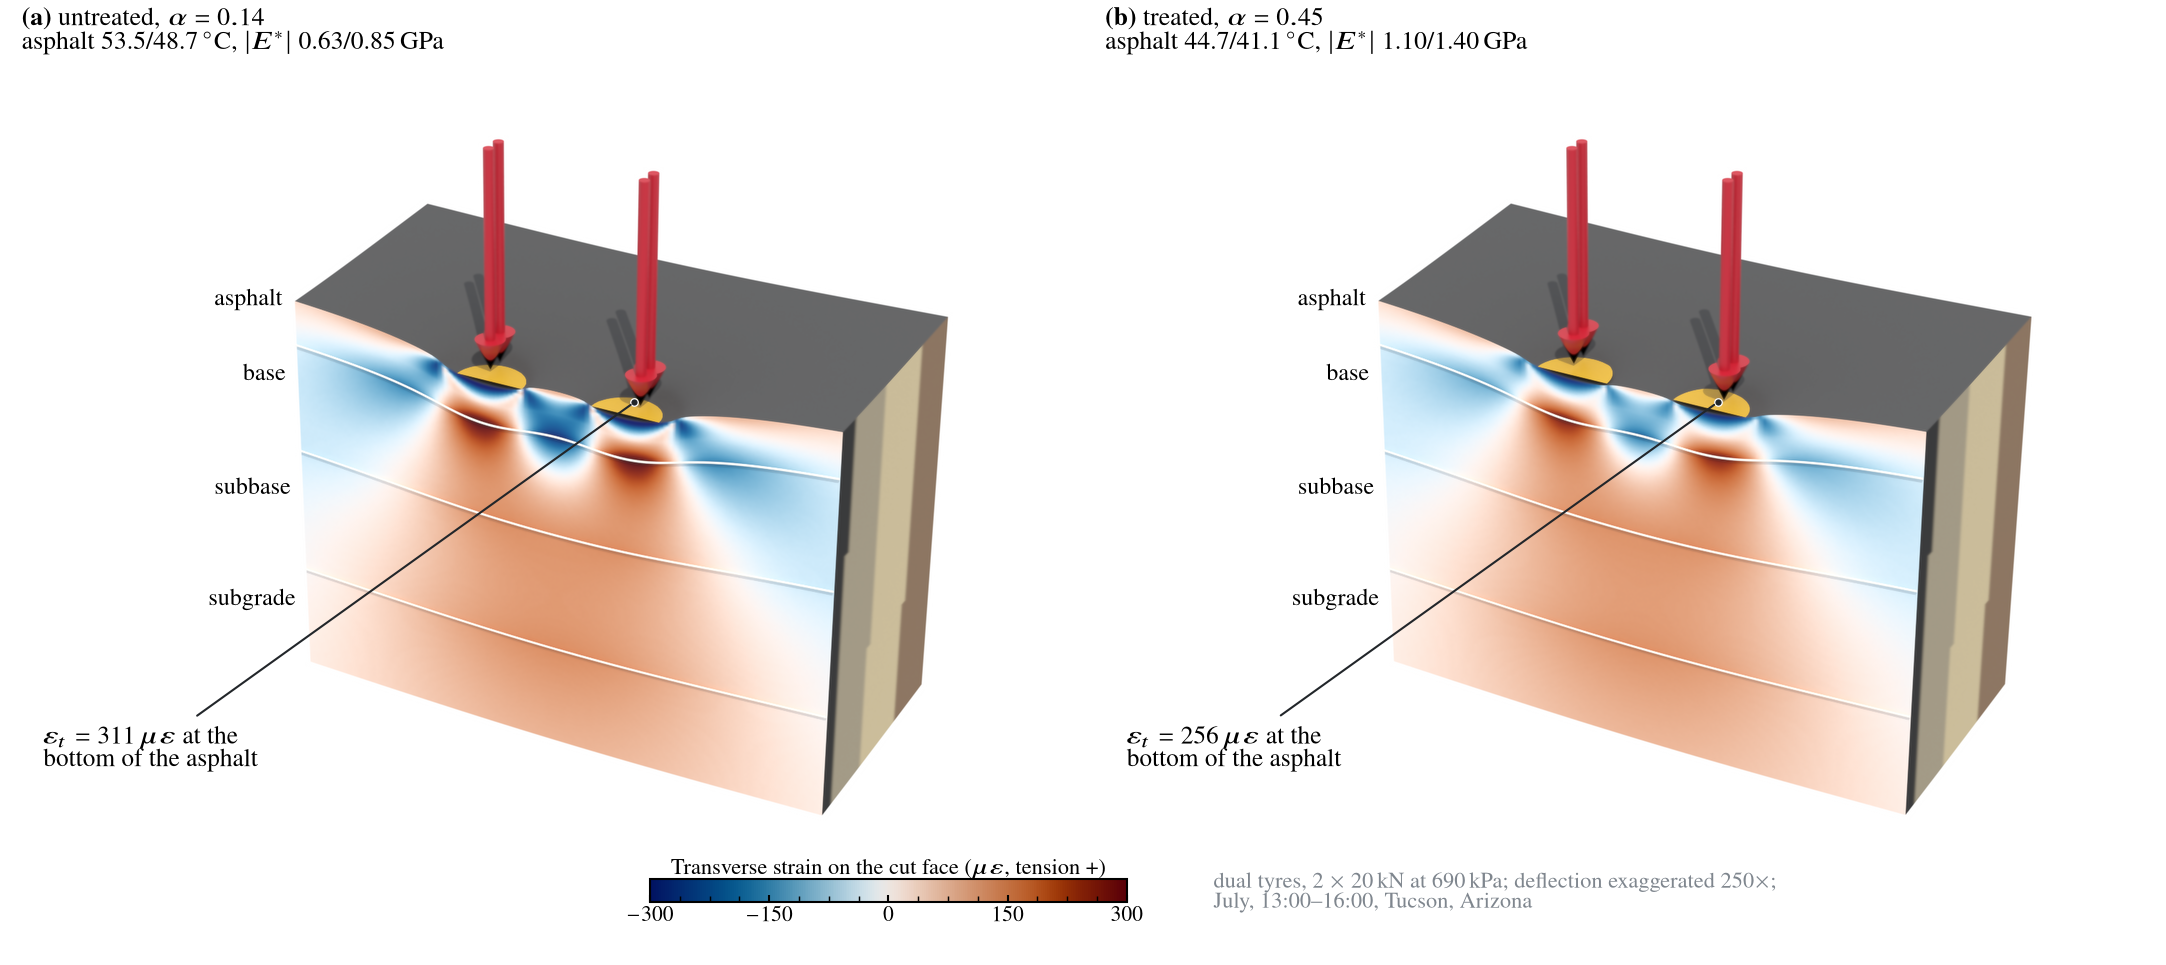 (a) untreated, α = 0.14
asphalt 53.5/48.7 °C, |E*| 0.63/0.85 GPa
(b) treated, α = 0.45
asphalt 44.7/41.1 °C, |E*| 1.10/1.40 GPa
asphalt
base
subbase
subgrade
εt = 311 με at the
bottom of the asphalt
asphalt
base
subbase
subgrade
εt = 256 με at the
bottom of the asphalt
Transverse strain on the cut face (με, tension +)
−300 −150 0 150 300
dual tyres, 2 × 20 kN at 690 kPa; deflection exaggerated 250×;
July, 13:00–16:00, Tucson, Arizona